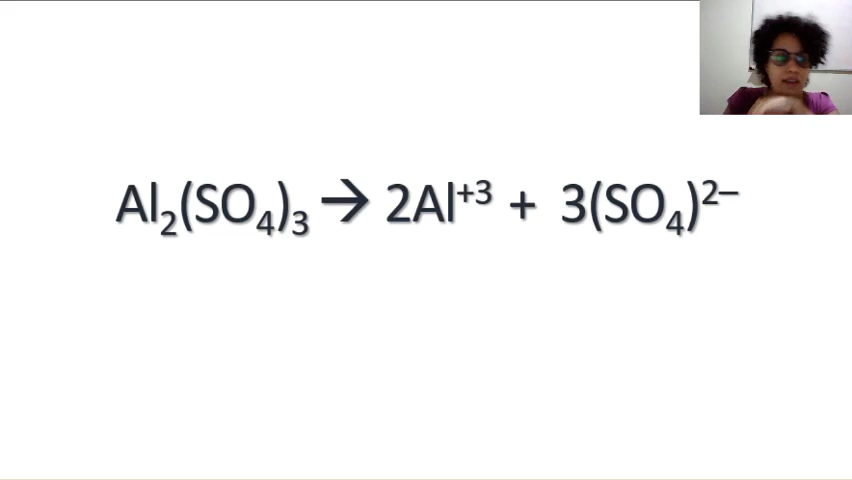 Al₂(SO₄)₃ → 2Al⁺³ + 3(SO₄)²⁻